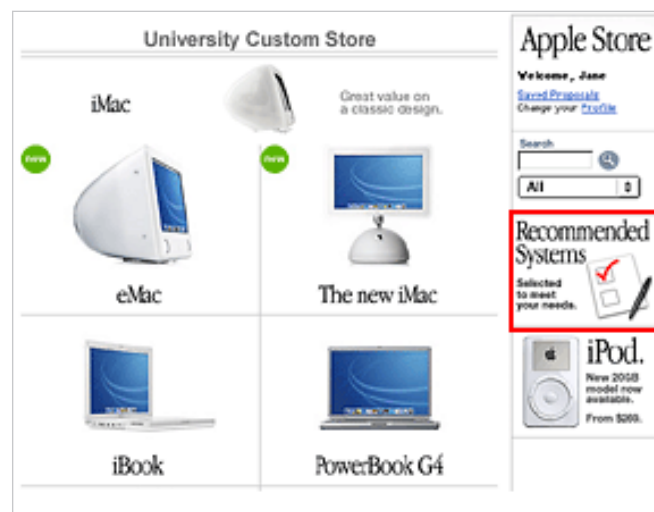 University Custom Store
iMac
Great value on
a classic design.
new
new
eMac
The new iMac
iBook
PowerBook G4
Apple Store
Welcome, Jane
Saved Proposals
Change your Profile
Search
All
Recommended
Systems
Selected
to meet
your needs.
iPod.
New 20GB
model now
available.
From $269.